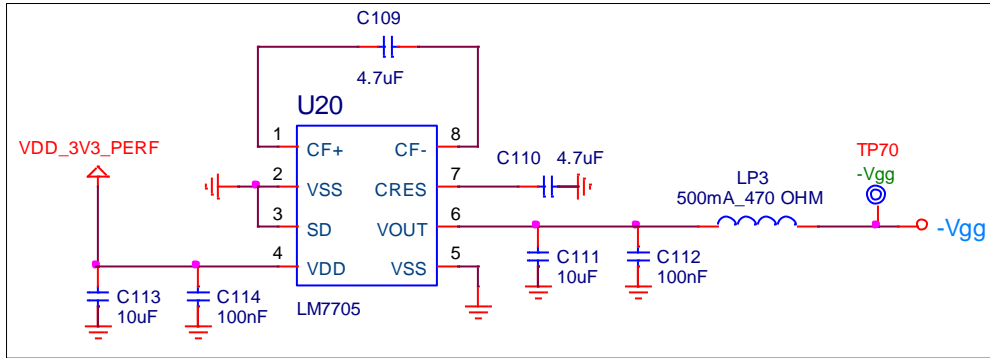 C109
4.7uF
U20
1
CF+
CF-
8
VDD_3V3_PERF
2
VSS
CRES
7
C110
4.7uF
3
SD
VOUT
6
LP3
500mA_470 OHM
TP70
-Vgg
-Vgg
4
VDD
VSS
5
C111
10uF
C112
100nF
C113
10uF
C114
100nF
LM7705